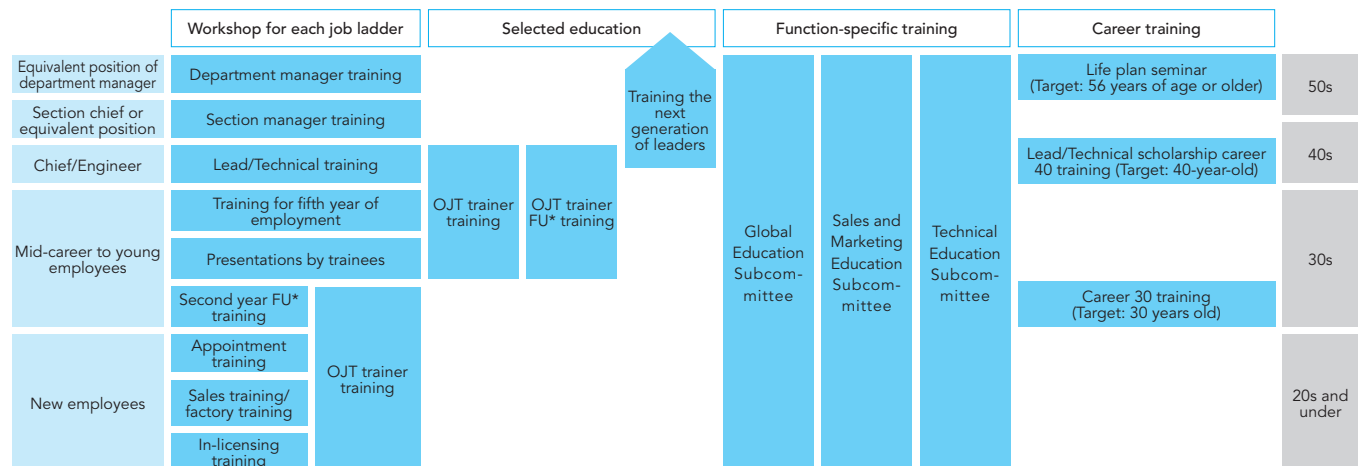 Workshop for each job ladder
Selected education
Function-specific training
Career training
Equivalent position of
department manager
Department manager training
Life plan seminar
(Target: 56 years of age or older)
50s
Section chief or
equivalent position
Section manager training
Training the
next
generation
of leaders
Chief/Engineer
Lead/Technical training
Lead/Technical scholarship career
40 training (Target: 40-year-old)
40s
Mid-career to young
employees
Training for fifth year of
employment
Presentations by trainees
Second year FU*
training
OJT trainer
training
OJT trainer
FU* training
Global
Education
Subcom-
mittee
Sales and
Marketing
Education
Subcom-
mittee
Technical
Education
Subcom-
mittee
30s
Career 30 training
(Target: 30 years old)
New employees
Appointment
training
Sales training/
factory training
In-licensing
training
OJT trainer
training
20s and
under